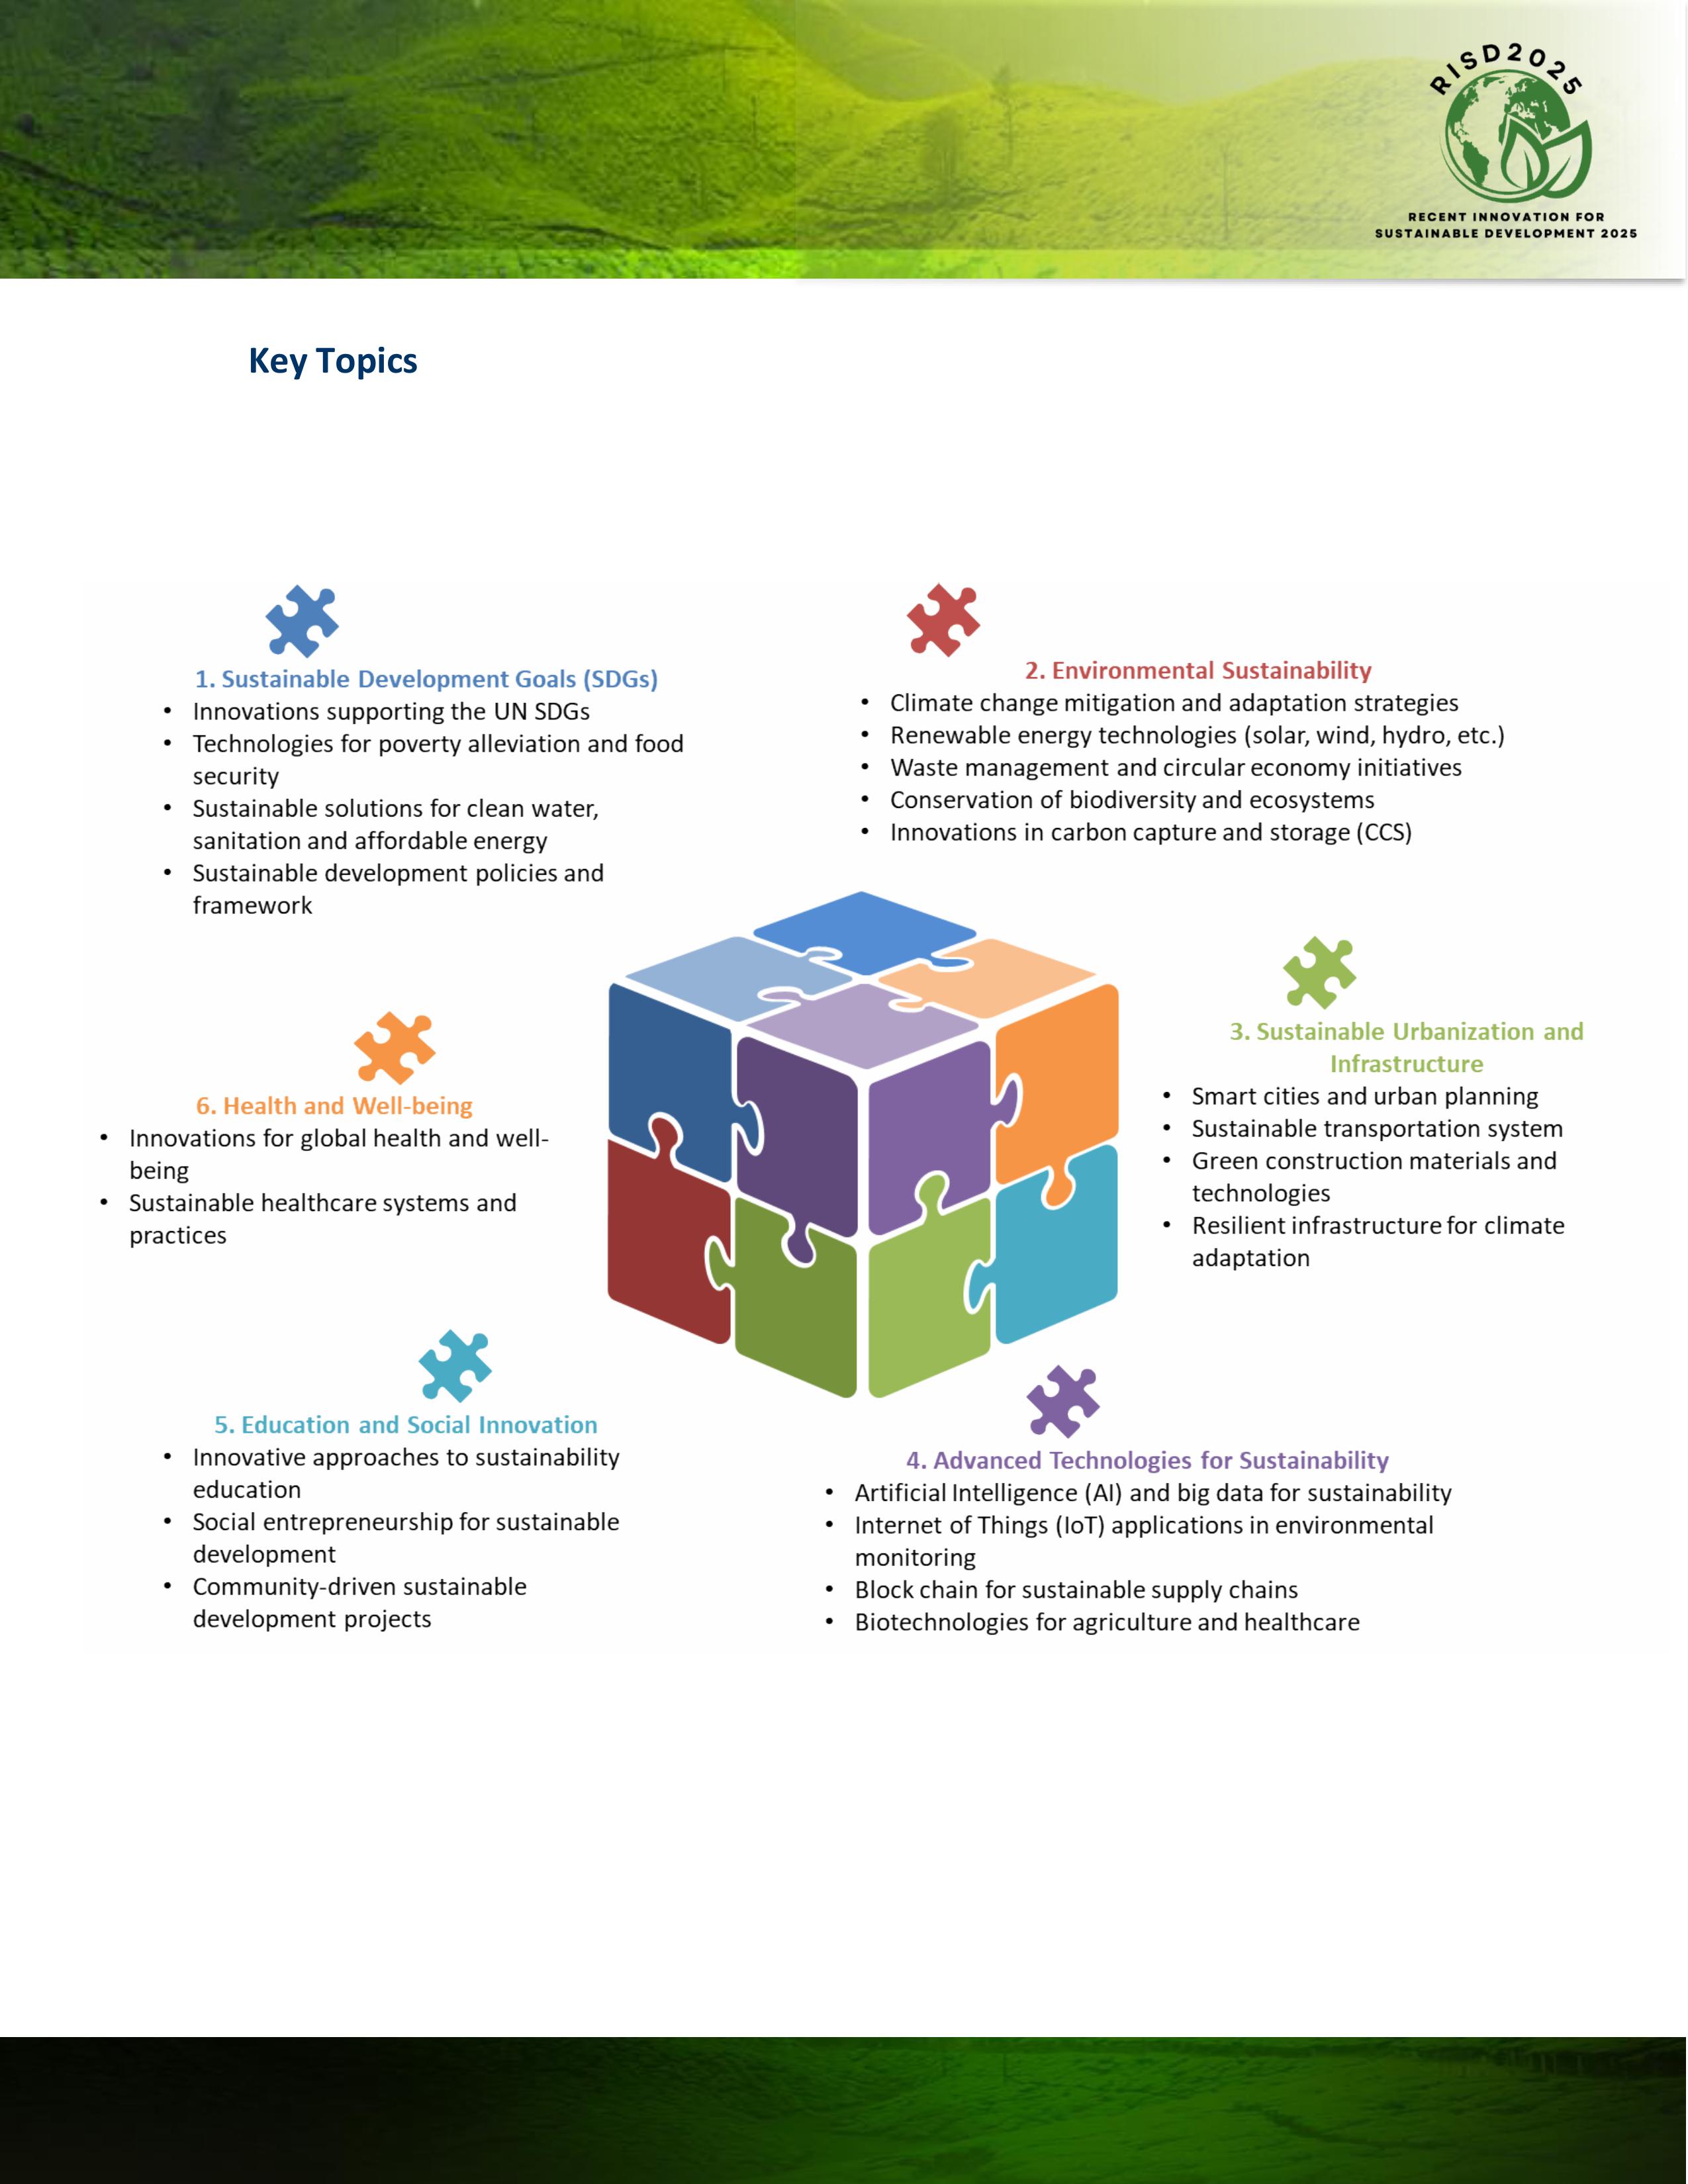 RISD2025
RECENT INNOVATION FOR
SUSTAINABLE DEVELOPMENT 2025
Key Topics
1. Sustainable Development Goals (SDGs)
• Innovations supporting the UN SDGs
• Technologies for poverty alleviation and food
security
• Sustainable solutions for clean water,
sanitation and affordable energy
• Sustainable development policies and
framework
2. Environmental Sustainability
• Climate change mitigation and adaptation strategies
• Renewable energy technologies (solar, wind, hydro, etc.)
• Waste management and circular economy initiatives
• Conservation of biodiversity and ecosystems
• Innovations in carbon capture and storage (CCS)
3. Sustainable Urbanization and
Infrastructure
• Smart cities and urban planning
• Sustainable transportation system
• Green construction materials and
technologies
• Resilient infrastructure for climate
adaptation
6. Health and Well-being
• Innovations for global health and well-
being
• Sustainable healthcare systems and
practices
5. Education and Social Innovation
• Innovative approaches to sustainability
education
• Social entrepreneurship for sustainable
development
• Community-driven sustainable
development projects
4. Advanced Technologies for Sustainability
• Artificial Intelligence (AI) and big data for sustainability
• Internet of Things (IoT) applications in environmental
monitoring
• Block chain for sustainable supply chains
• Biotechnologies for agriculture and healthcare